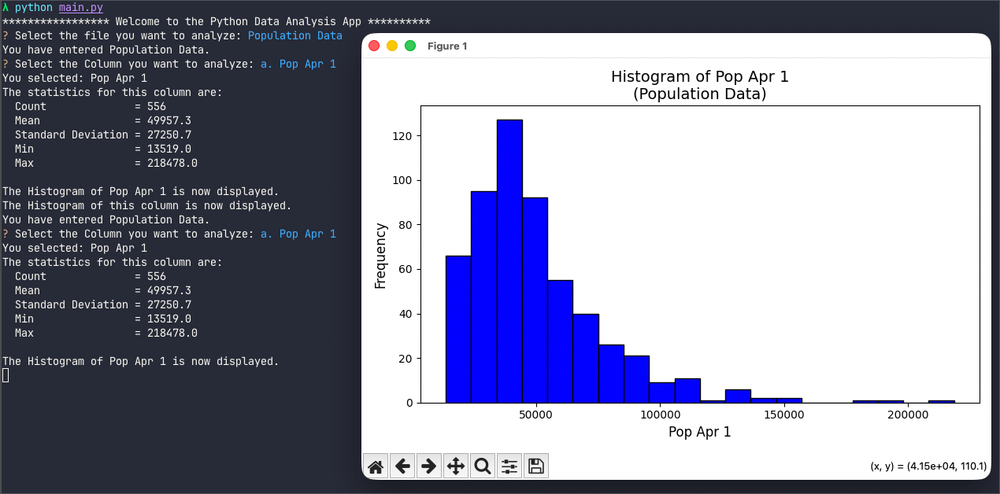 λ python main.py
***************** Welcome to the Python Data Analysis App **********
? Select the file you want to analyze: Population Data
You have entered Population Data.
? Select the Column you want to analyze: a. Pop Apr 1
You selected: Pop Apr 1
The statistics for this column are:
  Count              = 556
  Mean               = 49957.3
  Standard Deviation = 27250.7
  Min                = 13519.0
  Max                = 218478.0
The Histogram of Pop Apr 1 is now displayed.
The Histogram of this column is now displayed.
You have entered Population Data.
? Select the Column you want to analyze: a. Pop Apr 1
You selected: Pop Apr 1
The statistics for this column are:
  Count              = 556
  Mean               = 49957.3
  Standard Deviation = 27250.7
  Min                = 13519.0
  Max                = 218478.0
The Histogram of Pop Apr 1 is now displayed.
Figure 1
Histogram of Pop Apr 1
(Population Data)
Frequency
120
100
80
60
40
20
0
50000 100000 150000 200000
Pop Apr 1
(x, y) = (4.15e+04, 110.1)